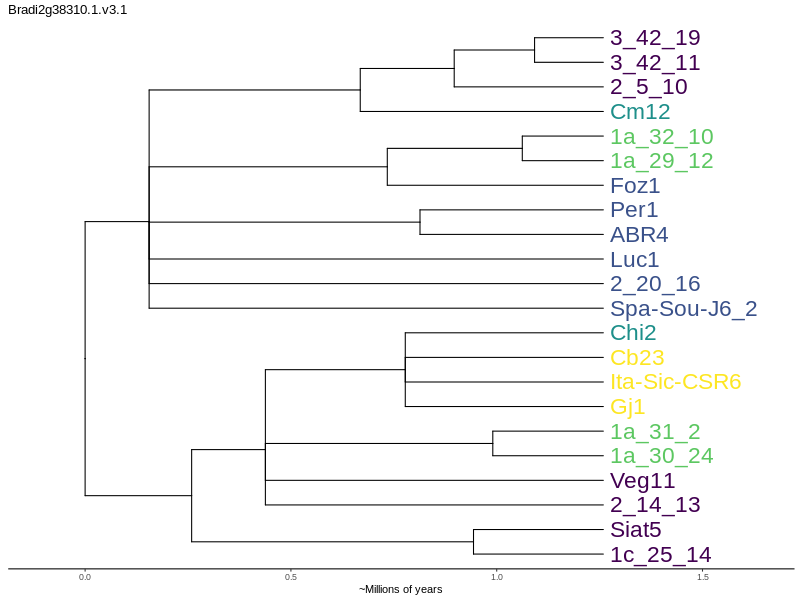 Bradi2g38310.1.v3.1
3_42_19
3_42_11
2_5_10
Cm12
1a_32_10
1a_29_12
Foz1
Per1
ABR4
Luc1
2_20_16
Spa-Sou-J6_2
Chi2
Cb23
Ita-Sic-CSR6
Gj1
1a_31_2
1a_30_24
Veg11
2_14_13
Siat5
1c_25_14
0.0 0.5 1.0 1.5
~Millions of years